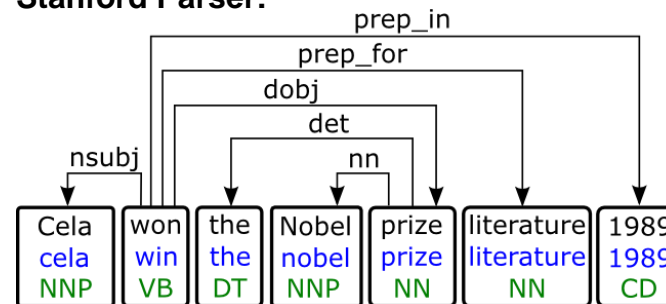 Stanford Parser:
prep_in
prep_for
dobj
det
nsubj
nn
Cela won the Nobel prize literature 1989
cela win the nobel prize literature 1989
NNP VB DT NNP NN NN CD